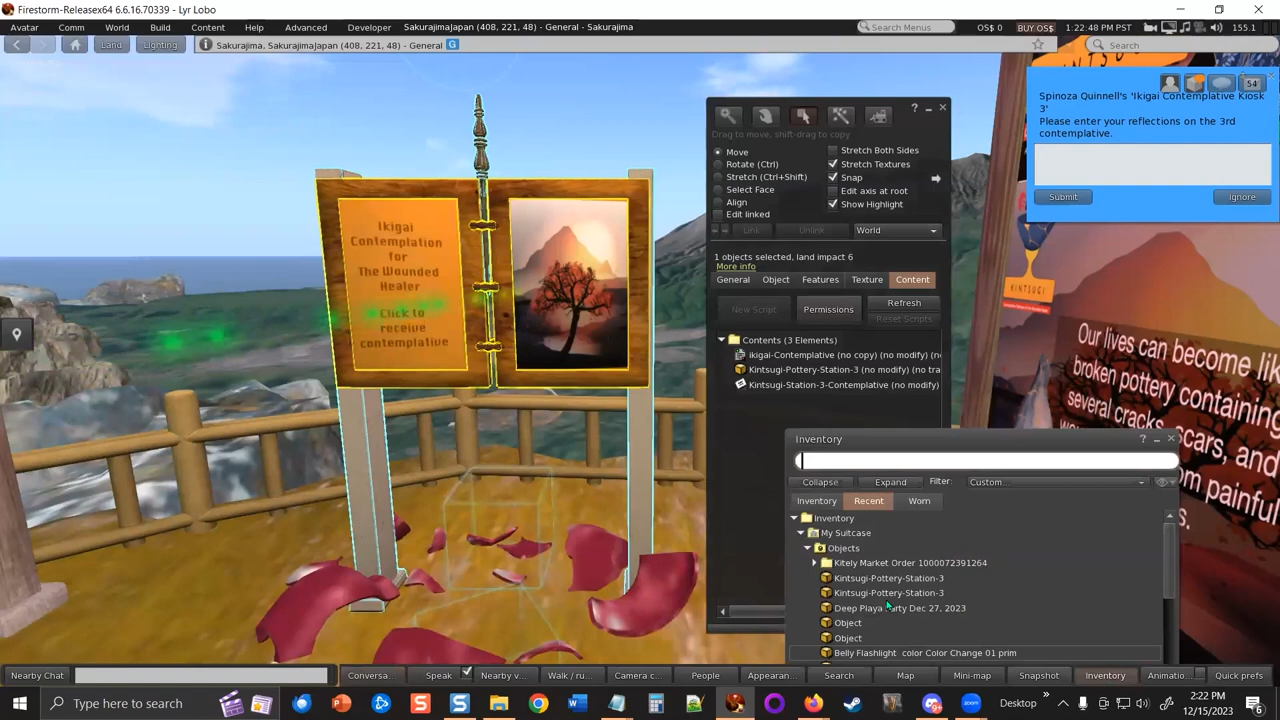 Firestorm-Releasex64 6.6.16.70339 - Lyr Lobo
Avatar Comm World Build Content Help Advanced Developer SakurajimaJapan (408, 221, 48) - General - Sakurajima Search Menus OS$ 0 BUY OS$ 1:22:48 PM PST 155.1
Land Lighting Sakurajima, SakurajimaJapan (408, 221, 48) - General G Search
54
Spinoza Quinnell's 'Ikigai Contemplative Kiosk
3'
Please enter your reflections on the 3rd
contemplative.
Submit Ignore
Ikigai
Contemplation
for
The Wounded
Healer
Click to
receive
contemplative
Drag to move, shift-drag to copy
Move
Rotate (Ctrl)
Stretch (Ctrl+Shift)
Select Face
Align
Edit linked
Stretch Both Sides
Stretch Textures
Snap
Edit axis at root
Show Highlight
Link Unlink World
1 objects selected, land impact 6
More info
General Object Features Texture Content
New Script Permissions Refresh
Reset Scripts
Contents (3 Elements)
ikigai-Contemplative (no copy) (no modify) (no
Kintsugi-Pottery-Station-3 (no modify) (no tra
Kintsugi-Station-3-Contemplative (no modify)
KINTSUGI
Our lives can become like
broken pottery containing
several cracks, scars, and
painful
s.
Inventory
Collapse Expand Filter: Custom...
Inventory Recent Worn
Inventory
My Suitcase
Objects
Kitely Market Order 1000072391264
Kintsugi-Pottery-Station-3
Kintsugi-Pottery-Station-3
Deep Playa Party Dec 27, 2023
Object
Object
Belly Flashlight color Color Change 01 prim
Nearby Chat Conversa... Speak Nearby v... Walk / ru... Camera c... People Appearan... Search Map Mini-map Snapshot Inventory Animatio... Quick prefs
Type here to search
Desktop
2:22 PM
12/15/2023
6